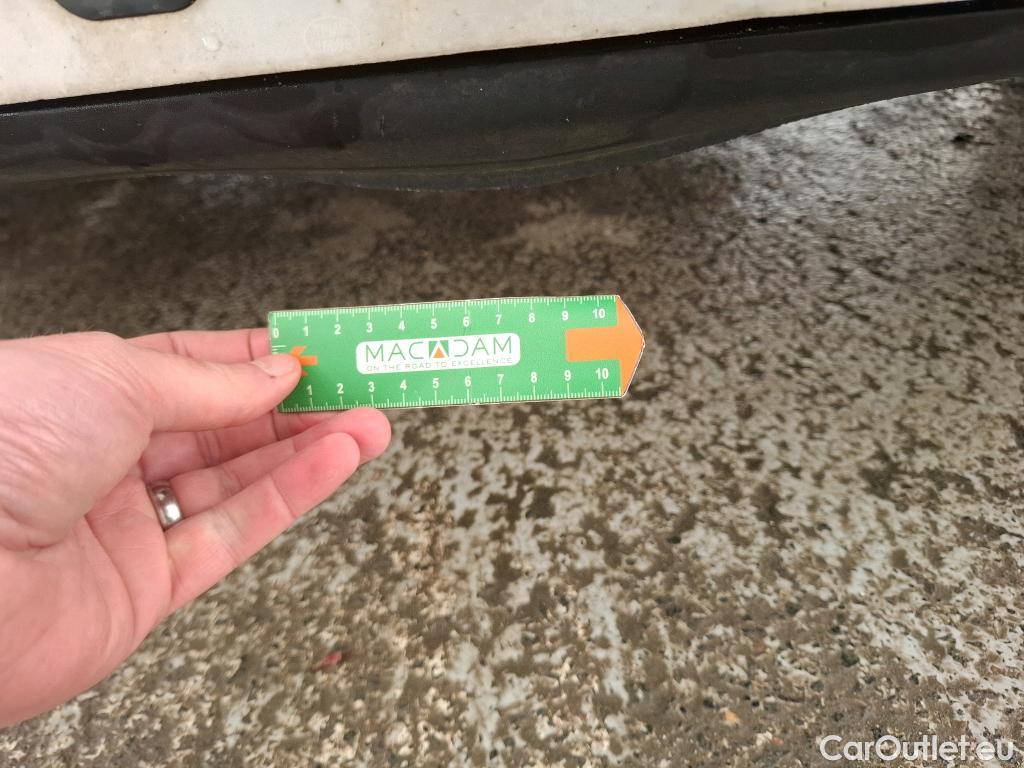 0 1 2 3 4 5 6 7 8 9 10
MACADAM
ON THE ROAD TO EXCELLENCE
1 2 3 4 5 6 7 8 9 10
CarOutlet.eu